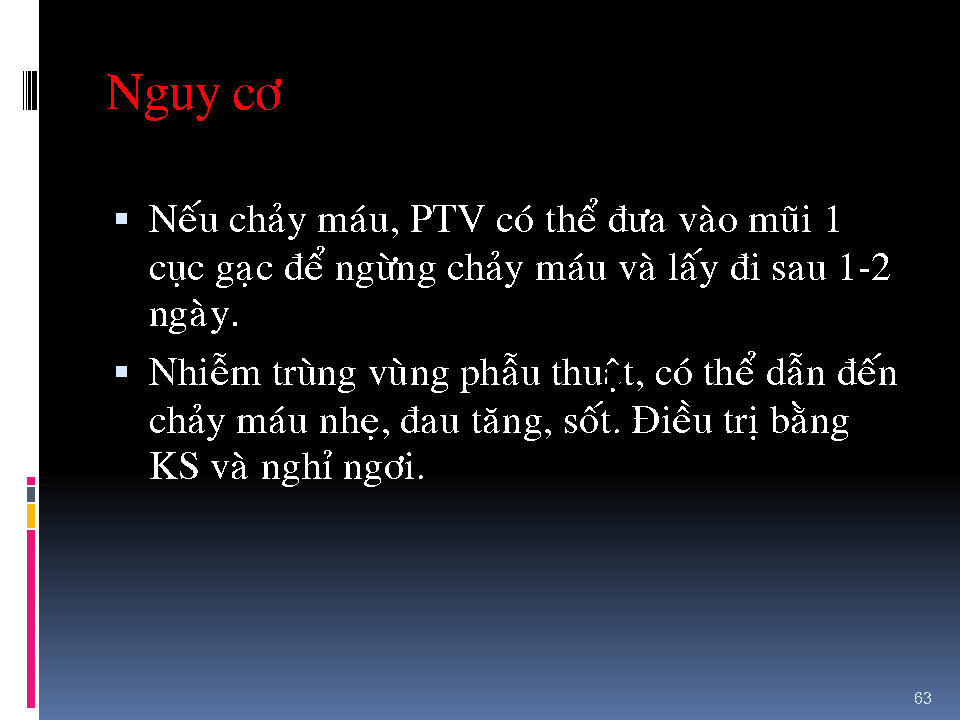 Nguy cơ
Nếu chảy máu, PTV có thể đưa vào mũi 1
cục gạc để ngừng chảy máu và lấy đi sau 1-2
ngày.
Nhiễm trùng vùng phẫu thuật, có thể dẫn đến
chảy máu nhẹ, đau tăng, sốt. Điều trị bằng
KS và nghỉ ngơi.
63